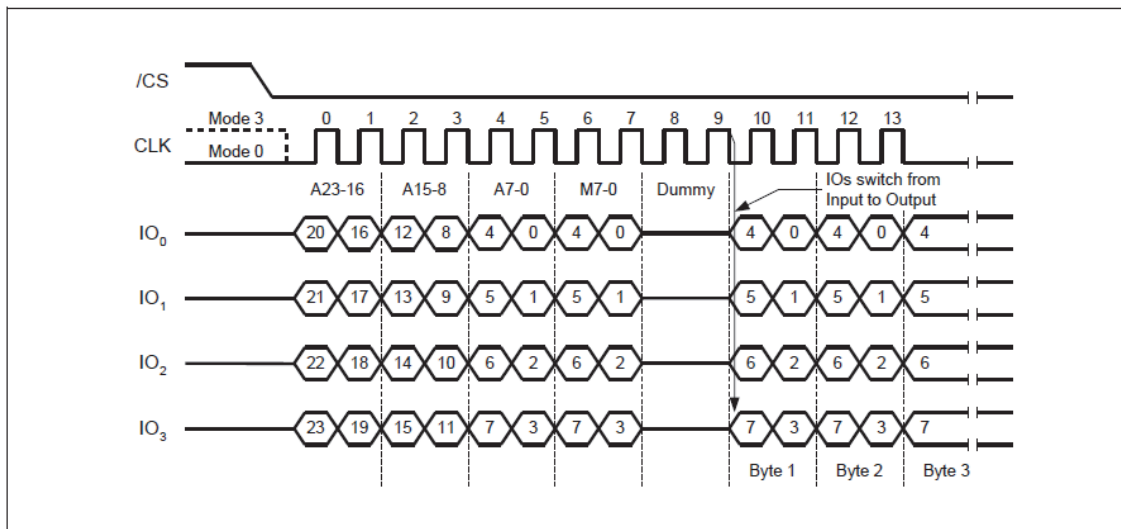 /CS
Mode 3 0 1 2 3 4 5 6 7 8 9 10 11 12 13
CLK
Mode 0
A23-16 A15-8 A7-0 M7-0 Dummy IOs switch from
Input to Output
IO₀ 20 16 12 8 4 0 4 0 4 0 4 0 4
IO₁ 21 17 13 9 5 1 5 1 5 1 5 1 5
IO₂ 22 18 14 10 6 2 6 2 6 2 6 2 6
IO₃ 23 19 15 11 7 3 7 3 7 3 7 3 7
Byte 1 Byte 2 Byte 3